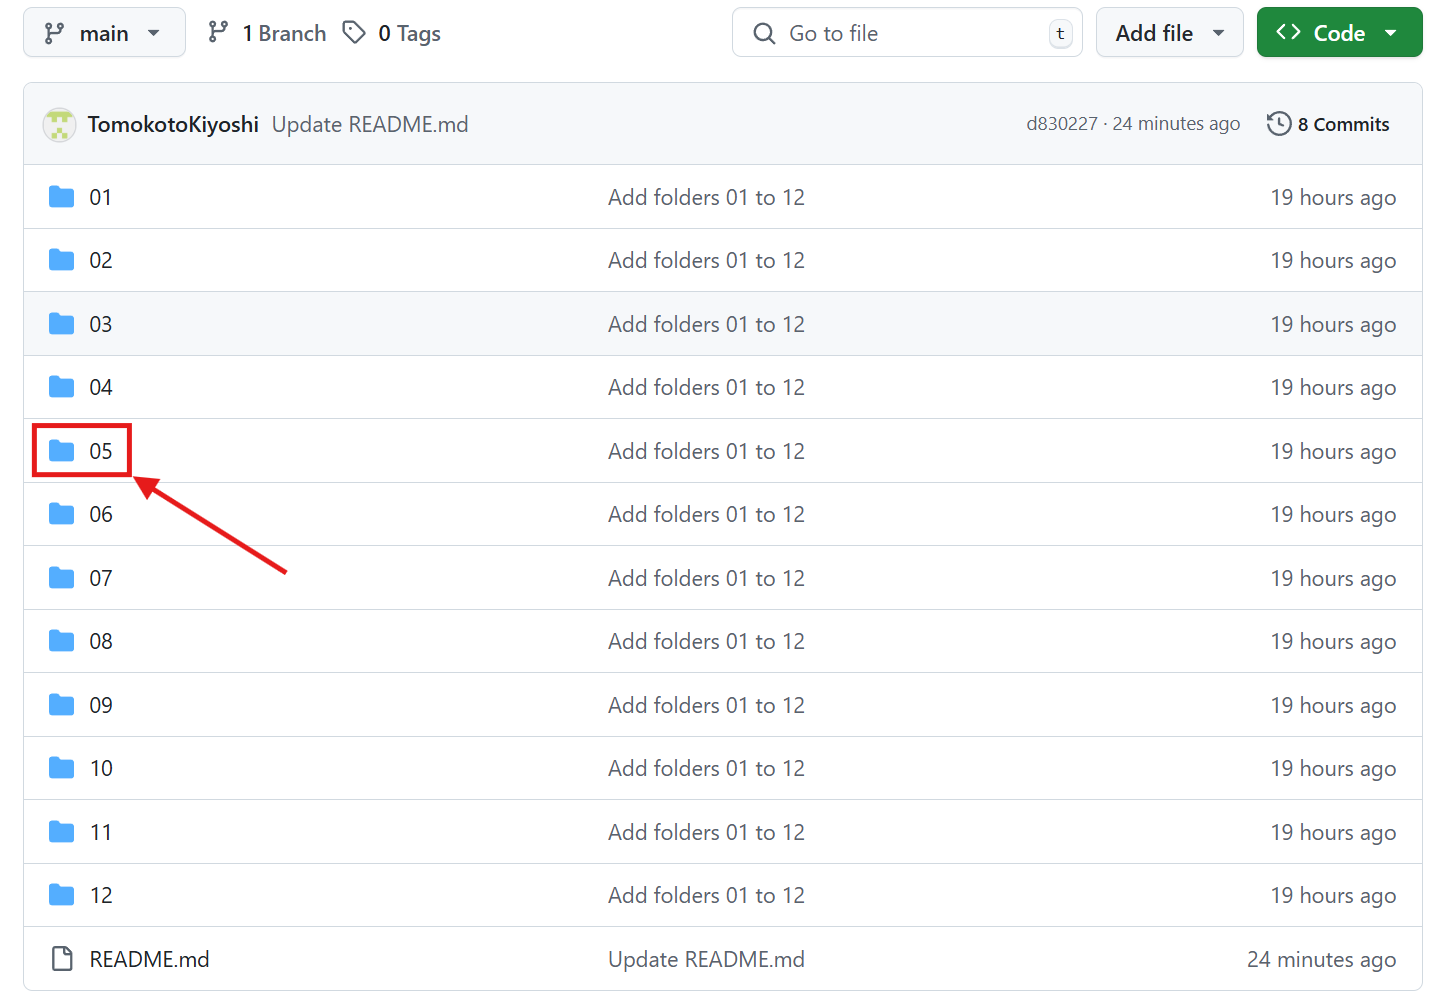 main 1 Branch 0 Tags Go to file t Add file Code
TomokotoKiyoshi Update README.md d830227 · 24 minutes ago 8 Commits
01 Add folders 01 to 12 19 hours ago
02 Add folders 01 to 12 19 hours ago
03 Add folders 01 to 12 19 hours ago
04 Add folders 01 to 12 19 hours ago
05 Add folders 01 to 12 19 hours ago
06 Add folders 01 to 12 19 hours ago
07 Add folders 01 to 12 19 hours ago
08 Add folders 01 to 12 19 hours ago
09 Add folders 01 to 12 19 hours ago
10 Add folders 01 to 12 19 hours ago
11 Add folders 01 to 12 19 hours ago
12 Add folders 01 to 12 19 hours ago
README.md Update README.md 24 minutes ago